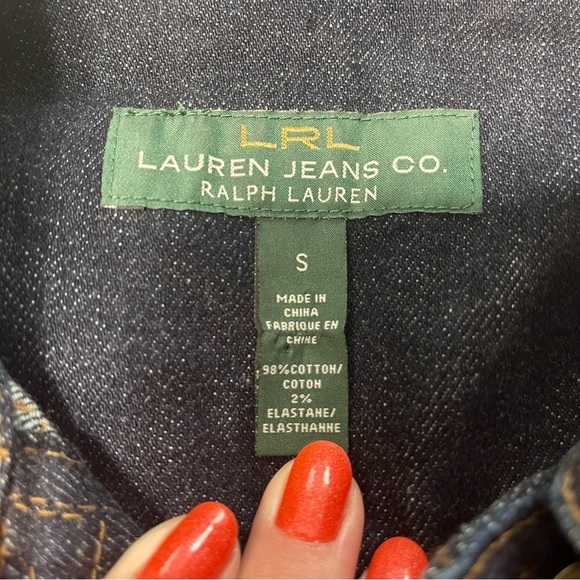 LRL
LAUREN JEANS CO.
RALPH LAUREN
S
MADE IN
CHINA
FABRIQUE EN
CHINE
98%COTTON/
COTON
2%
ELASTANE/
ELASTHANNE